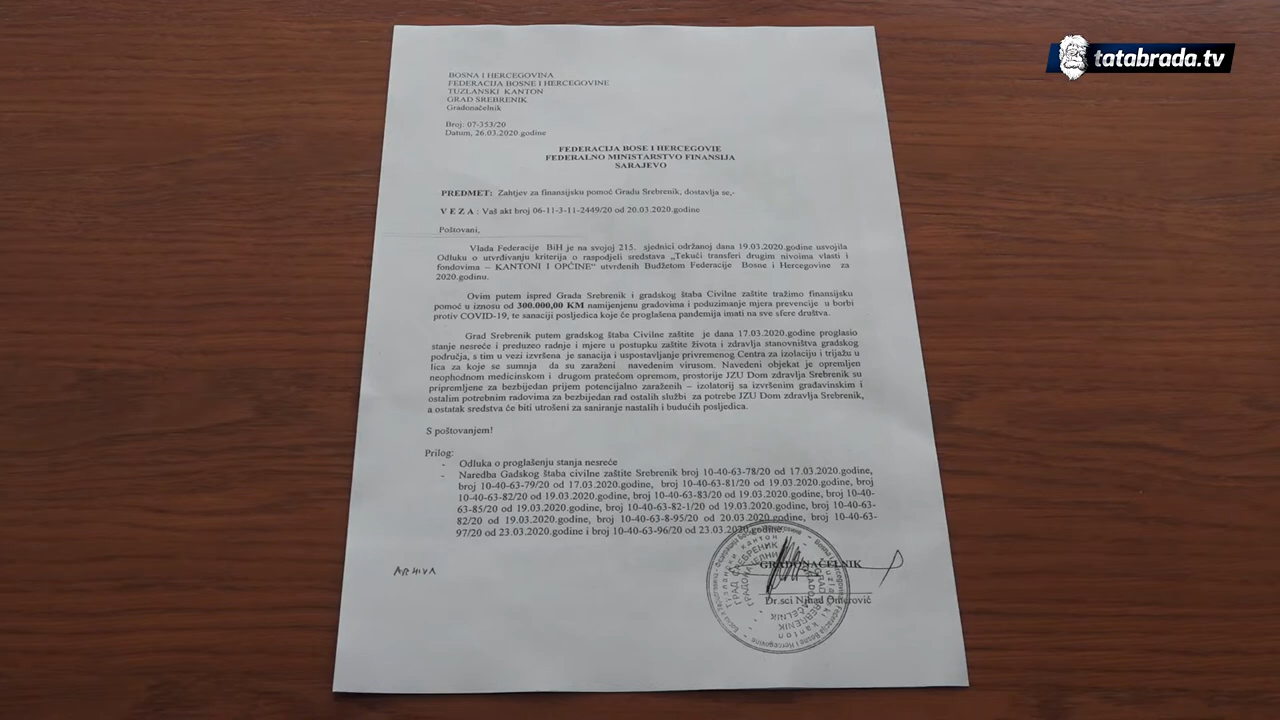 tatabrada.tv
BOSNA I HERCEGOVINA
FEDERACIJA BOSNE I HERCEGOVINE
TUZLANSKI KANTON
GRAD SREBRENIK
Gradonačelnik
Broj: 07-353/20
Datum, 26.03.2020.godine
FEDERACIJA BOSE I HERCEGOVIE
FEDERALNO MINISTARSTVO FINANSIJA
SARAJEVO
PREDMET: Zahtjev za finansijsku pomoć Gradu Srebrenik, dostavlja se,-
V E Z A : Vaš akt broj 06-11-3-11-2449/20 od 20.03.2020.godine
Poštovani,
Vlada Federacije BiH je na svojoj 215. sjednici održanoj dana 19.03.2020.godine usvojila
Odluku o utvrđivanju kriterija o raspodjeli sredstava „Tekući transferi drugim nivoima vlasti i
fondovima – KANTONI I OPĆINE“ utvrđenih Budžetom Federacije Bosne i Hercegovine za
2020.godinu.
Ovim putem ispred Grada Srebrenik i gradskog štaba Civilne zaštite tražimo finansijsku
pomoć u iznosu od 300.000,00 KM namijenjenu gradovima i poduzimanje mjera prevencije u borbi
protiv COVID-19, te sanaciji posljedica koje će proglašena pandemija imati na sve sfere društva.
Grad Srebrenik putem gradskog štaba Civilne zaštite je dana 17.03.2020.godine proglasio
stanje nesreće i preduzeo radnje i mjere u postupku zaštite života i zdravlja stanovništva gradskog
područja, s tim u vezi izvršena je sanacija i uspostavljanje privremenog Centra za izolaciju i trijažu u
lica za koje se sumnja da su zaraženi navedenim virusom. Navedeni objekat je opremljen
neophodnom medicinskom i drugom pratećom opremom, prostorije JZU Dom zdravlja Srebrenik su
pripremljene za bezbijedan prijem potencijalno zaraženih – izolatorij sa izvršenim građavinskim i
ostalim potrebnim radovima za bezbijedan rad ostalih službi za potrebe JZU Dom zdravlja Srebrenik,
a ostatak sredstva će biti utrošeni za saniranje nastalih i budućih posljedica.
S poštovanjem!
Prilog:
- Odluka o proglašenju stanja nesreće
- Naredba Gadskog štaba civilne zaštite Srebrenik broj 10-40-63-78/20 od 17.03.2020.godine,
broj 10-40-63-79/20 od 17.03.2020.godine, broj 10-40-63-81/20 od 19.03.2020.godine, broj
10-40-63-82/20 od 19.03.2020.godine, broj 10-40-63-83/20 od 19.03.2020.godine, broj 10-40-
63-85/20 od 19.03.2020.godine, broj 10-40-63-82-1/20 od 19.03.2020.godine, broj 10-40-63-
82/20 od 19.03.2020.godine, broj 10-40-63-8-95/20 od 20.03.2020.godine, broj 10-40-63-
97/20 od 23.03.2020.godine i broj 10-40-63-96/20 od 23.03.2020.godine.
ARHIVA
GRADONAČELNIK
Dr.sci Nihad Omerović